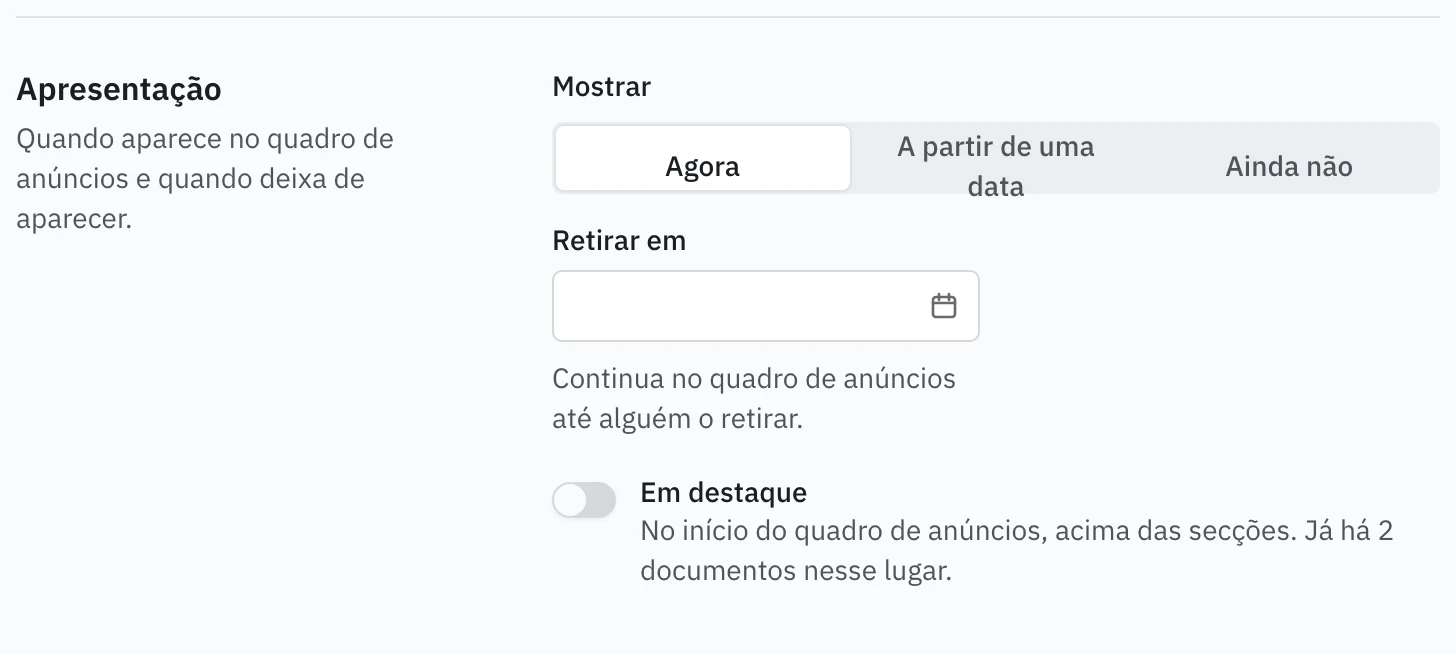 Apresentação
Quando aparece no quadro de
anúncios e quando deixa de
aparecer.
Mostrar
Agora
A partir de uma
data
Ainda não
Retirar em
Continua no quadro de anúncios
até alguém o retirar.
Em destaque
No início do quadro de anúncios, acima das secções. Já há 2
documentos nesse lugar.